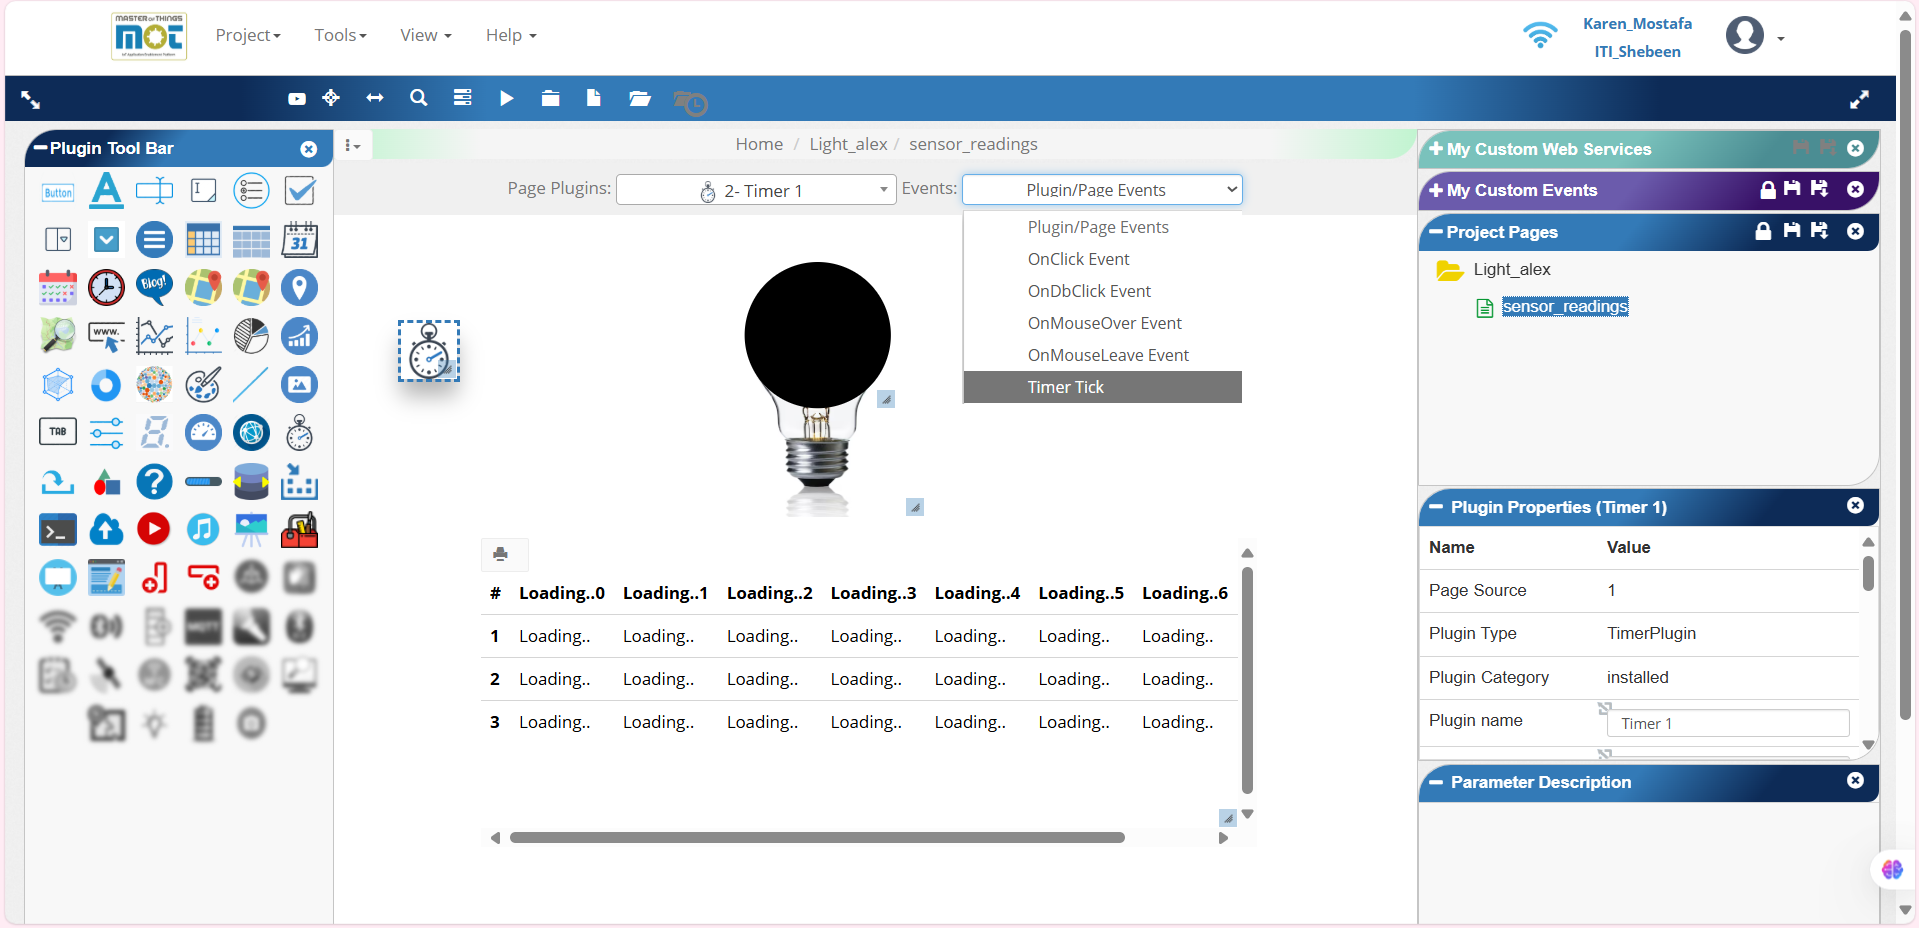 MASTER OF THINGS
MOT
Project
Tools
View
Help
Karen_Mostafa
ITI_Shebeen
Plugin Tool Bar
Home / Light_alex / sensor_readings
Page Plugins: 2- Timer 1 Events: Plugin/Page Events
Plugin/Page Events
OnClick Event
OnDbClick Event
OnMouseOver Event
OnMouseLeave Event
Timer Tick
Button
31
Blog!
WWW.
TAB
# Loading..0 Loading..1 Loading..2 Loading..3 Loading..4 Loading..5 Loading..6
1 Loading.. Loading.. Loading.. Loading.. Loading.. Loading.. Loading..
2 Loading.. Loading.. Loading.. Loading.. Loading.. Loading.. Loading..
3 Loading.. Loading.. Loading.. Loading.. Loading.. Loading.. Loading..
My Custom Web Services
My Custom Events
Project Pages
Light_alex
sensor_readings
Plugin Properties (Timer 1)
Name Value
Page Source 1
Plugin Type TimerPlugin
Plugin Category installed
Plugin name Timer 1
Parameter Description